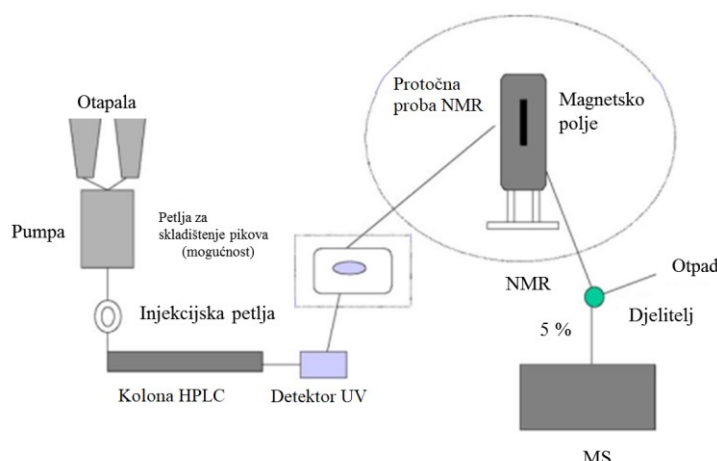 Otapala
Pumpa
Petlja za
skladištenje pikova
(mogućnost)
Injekcijska petlja
Kolona HPLC
Detektor UV
Protočna
proba NMR
Magnetsko
polje
NMR
Otpad
Djelitelj
5 %
MS